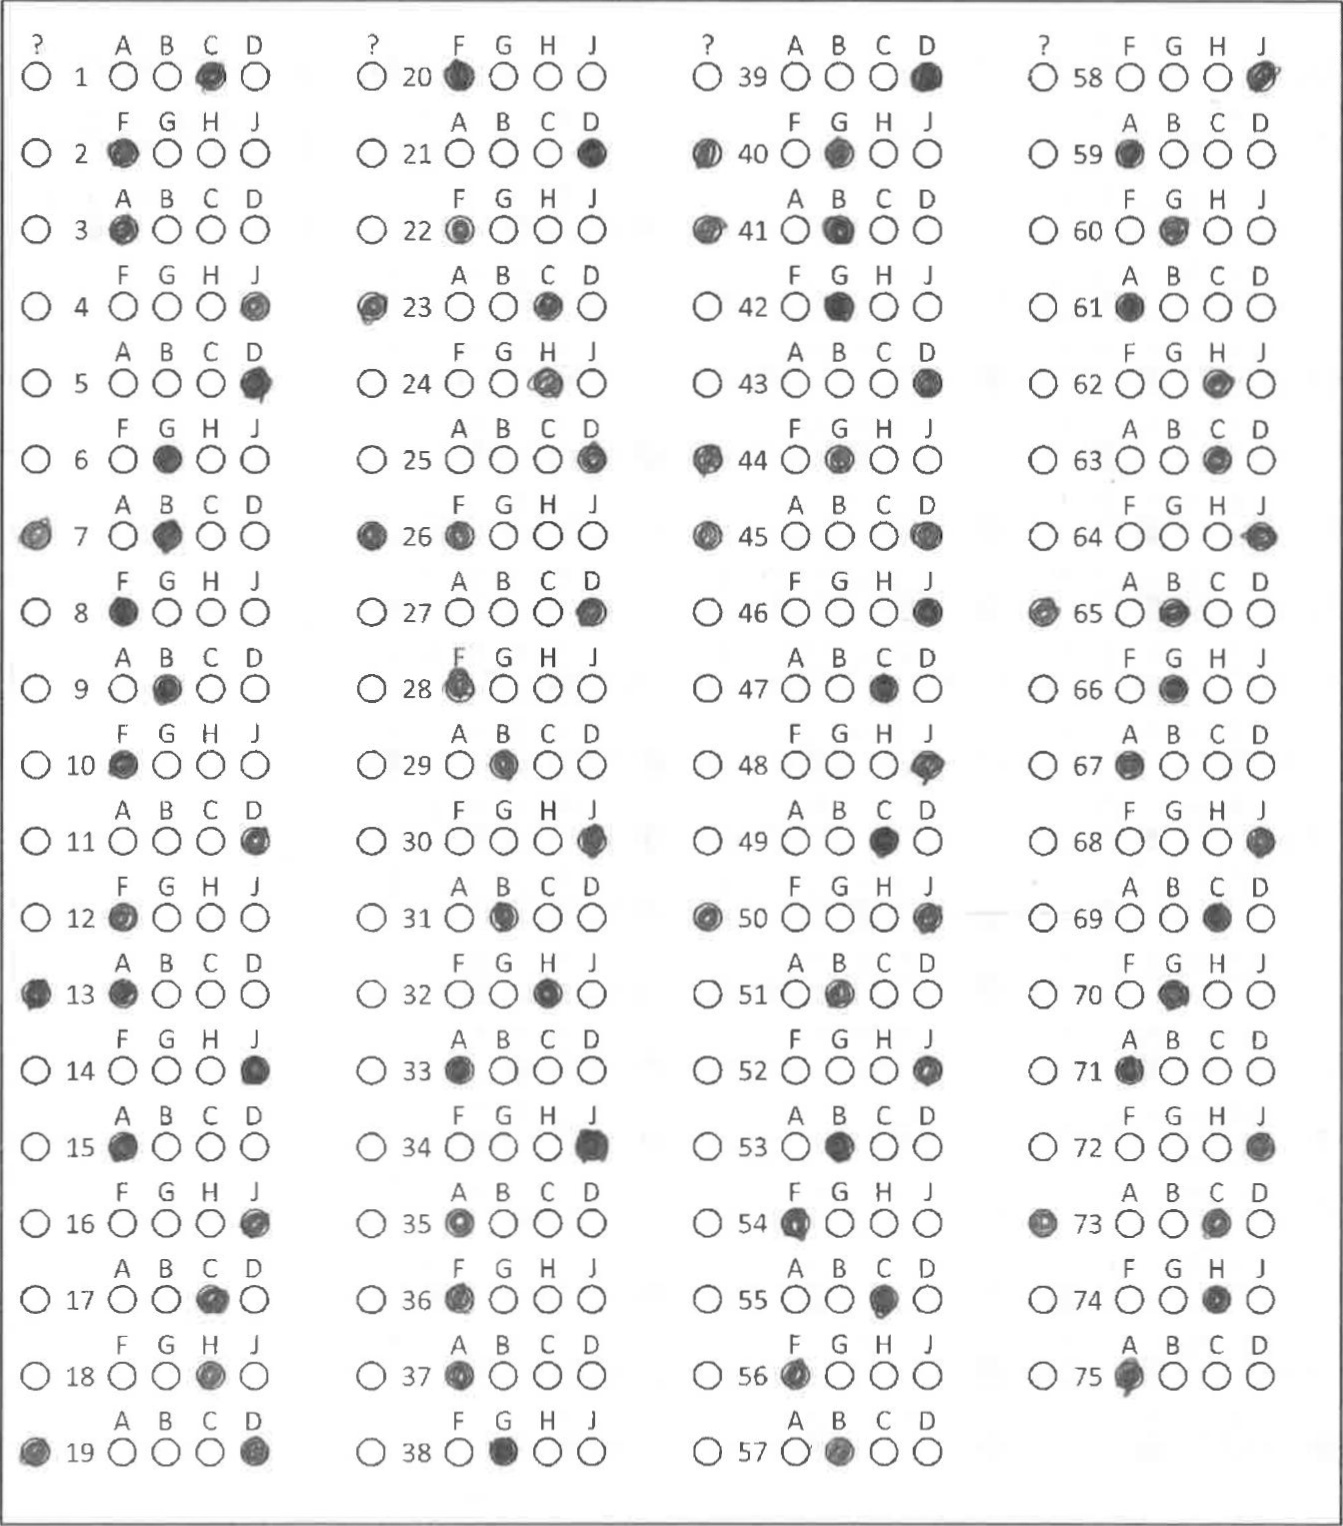 ? A B C D
1
F G H J
2
A B C D
3
F G H J
4
A B C D
5
F G H J
6
A B C D
7
F G H J
8
A B C D
9
F G H J
10
A B C D
11
F G H J
12
A B C D
13
F G H J
14
A B C D
15
F G H J
16
A B C D
17
F G H J
18
A B C D
19
? F G H J
20
A B C D
21
F G H J
22
A B C D
23
F G H J
24
A B C D
25
F G H J
26
A B C D
27
F G H J
28
A B C D
29
F G H J
30
A B C D
31
F G H J
32
A B C D
33
F G H J
34
A B C D
35
F G H J
36
A B C D
37
F G H J
38
? A B C D
39
F G H J
40
A B C D
41
F G H J
42
A B C D
43
F G H J
44
A B C D
45
F G H J
46
A B C D
47
F G H J
48
A B C D
49
F G H J
50
A B C D
51
F G H J
52
A B C D
53
F G H J
54
A B C D
55
F G H J
56
A B C D
57
? F G H J
58
A B C D
59
F G H J
60
A B C D
61
F G H J
62
A B C D
63
F G H J
64
A B C D
65
F G H J
66
A B C D
67
F G H J
68
A B C D
69
F G H J
70
A B C D
71
F G H J
72
A B C D
73
F G H J
74
A B C D
75